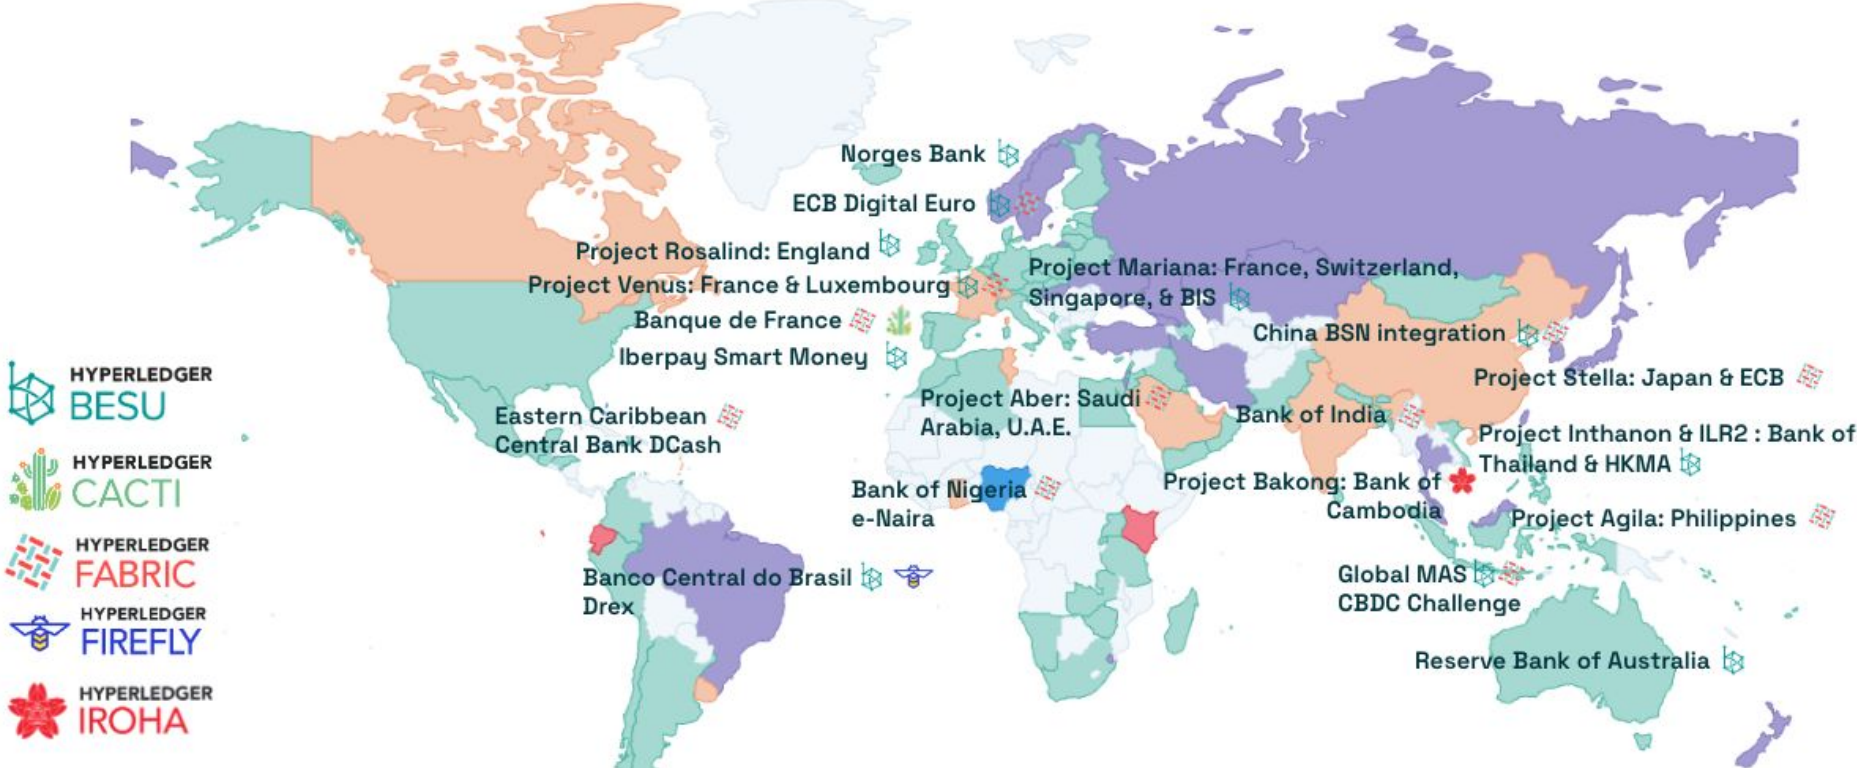 Norges Bank
ECB Digital Euro
Project Rosalind: England
Project Venus: France & Luxembourg
Project Mariana: France, Switzerland,
Singapore, & BIS
Banque de France
China BSN integration
Iberpay Smart Money
Project Stella: Japan & ECB
HYPERLEDGER
BESU
Eastern Caribbean
Central Bank DCash
Project Aber: Saudi
Arabia, U.A.E.
Bank of India
Project Inthanon & ILR2 : Bank of
Thailand & HKMA
HYPERLEDGER
CACTI
Bank of Nigeria
e-Naira
Project Bakong: Bank of
Cambodia
Project Agila: Philippines
HYPERLEDGER
FABRIC
Banco Central do Brasil
Drex
Global MAS
CBDC Challenge
HYPERLEDGER
FIREFLY
Reserve Bank of Australia
HYPERLEDGER
IROHA